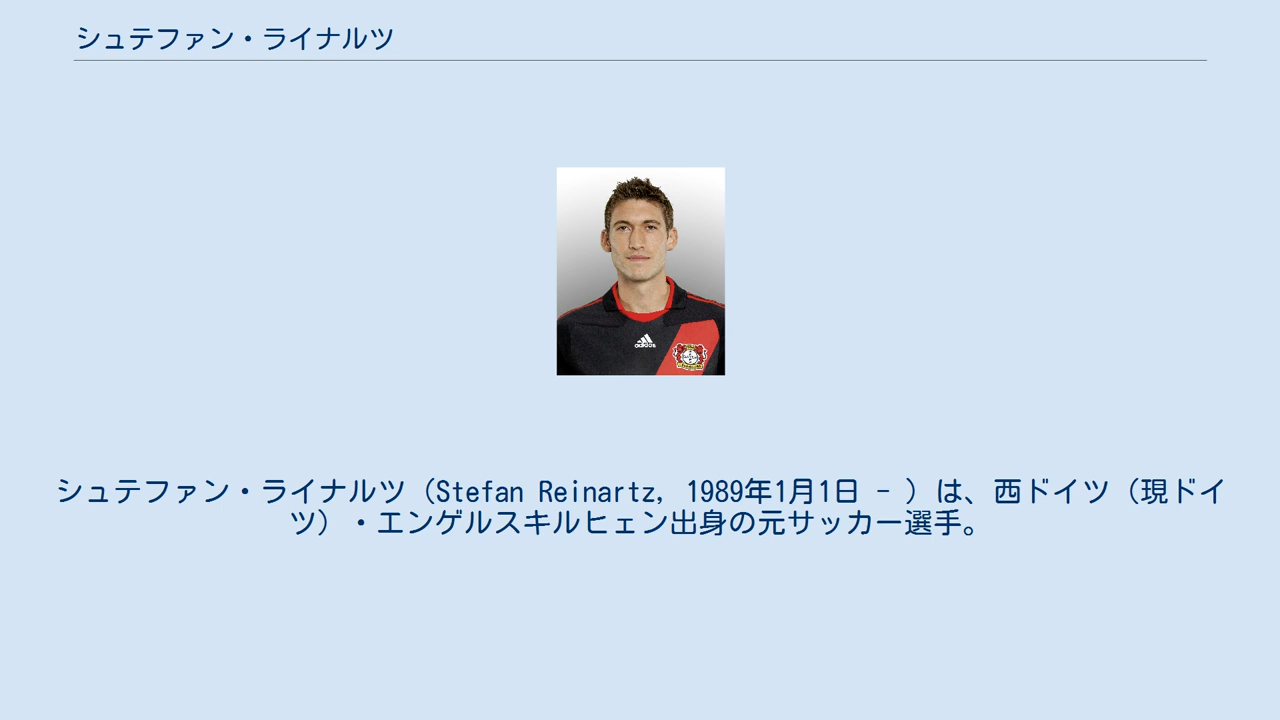 シュテファン・ライナルツ
adidas
シュテファン・ライナルツ（Stefan Reinartz, 1989年1月1日 - ）は、西ドイツ（現ドイ
ツ）・エンゲルスキルヒェン出身の元サッカー選手。